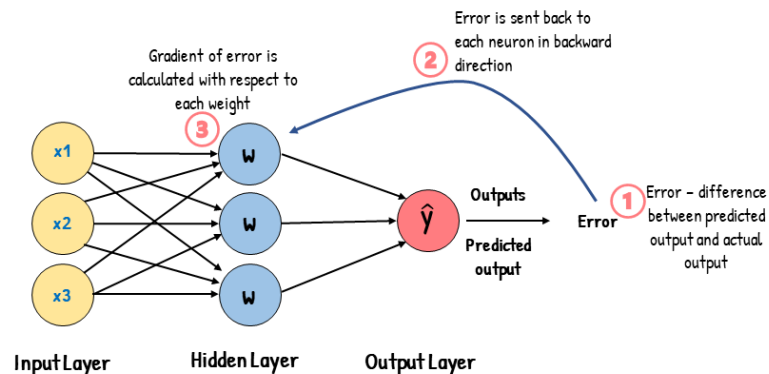 Error is sent back to
each neuron in backward
direction
2
Gradient of error is
calculated with respect to
each weight
3
x1
x2
x3
w
w
w
ŷ
Outputs
Predicted
output
Error
1
Error – difference
between predicted
output and actual
output
Input Layer
Hidden Layer
Output Layer